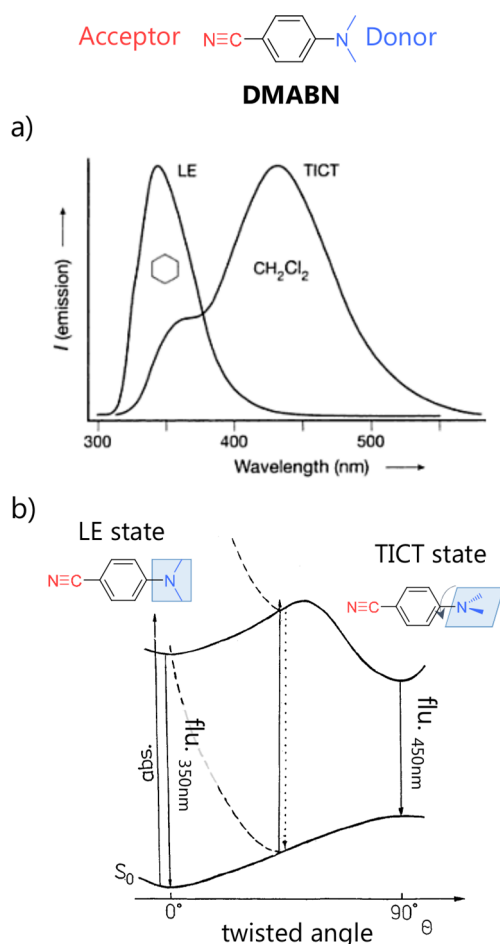 Acceptor N≡C N Donor
DMABN
a)
LE TICT
CH₂Cl₂
I (emission)
300 400 500
Wavelength (nm)
b)
LE state
TICT state
N≡C N
N≡C N
abs.
flu. 350nm
flu. 450nm
S₀
0° 90° θ
twisted angle